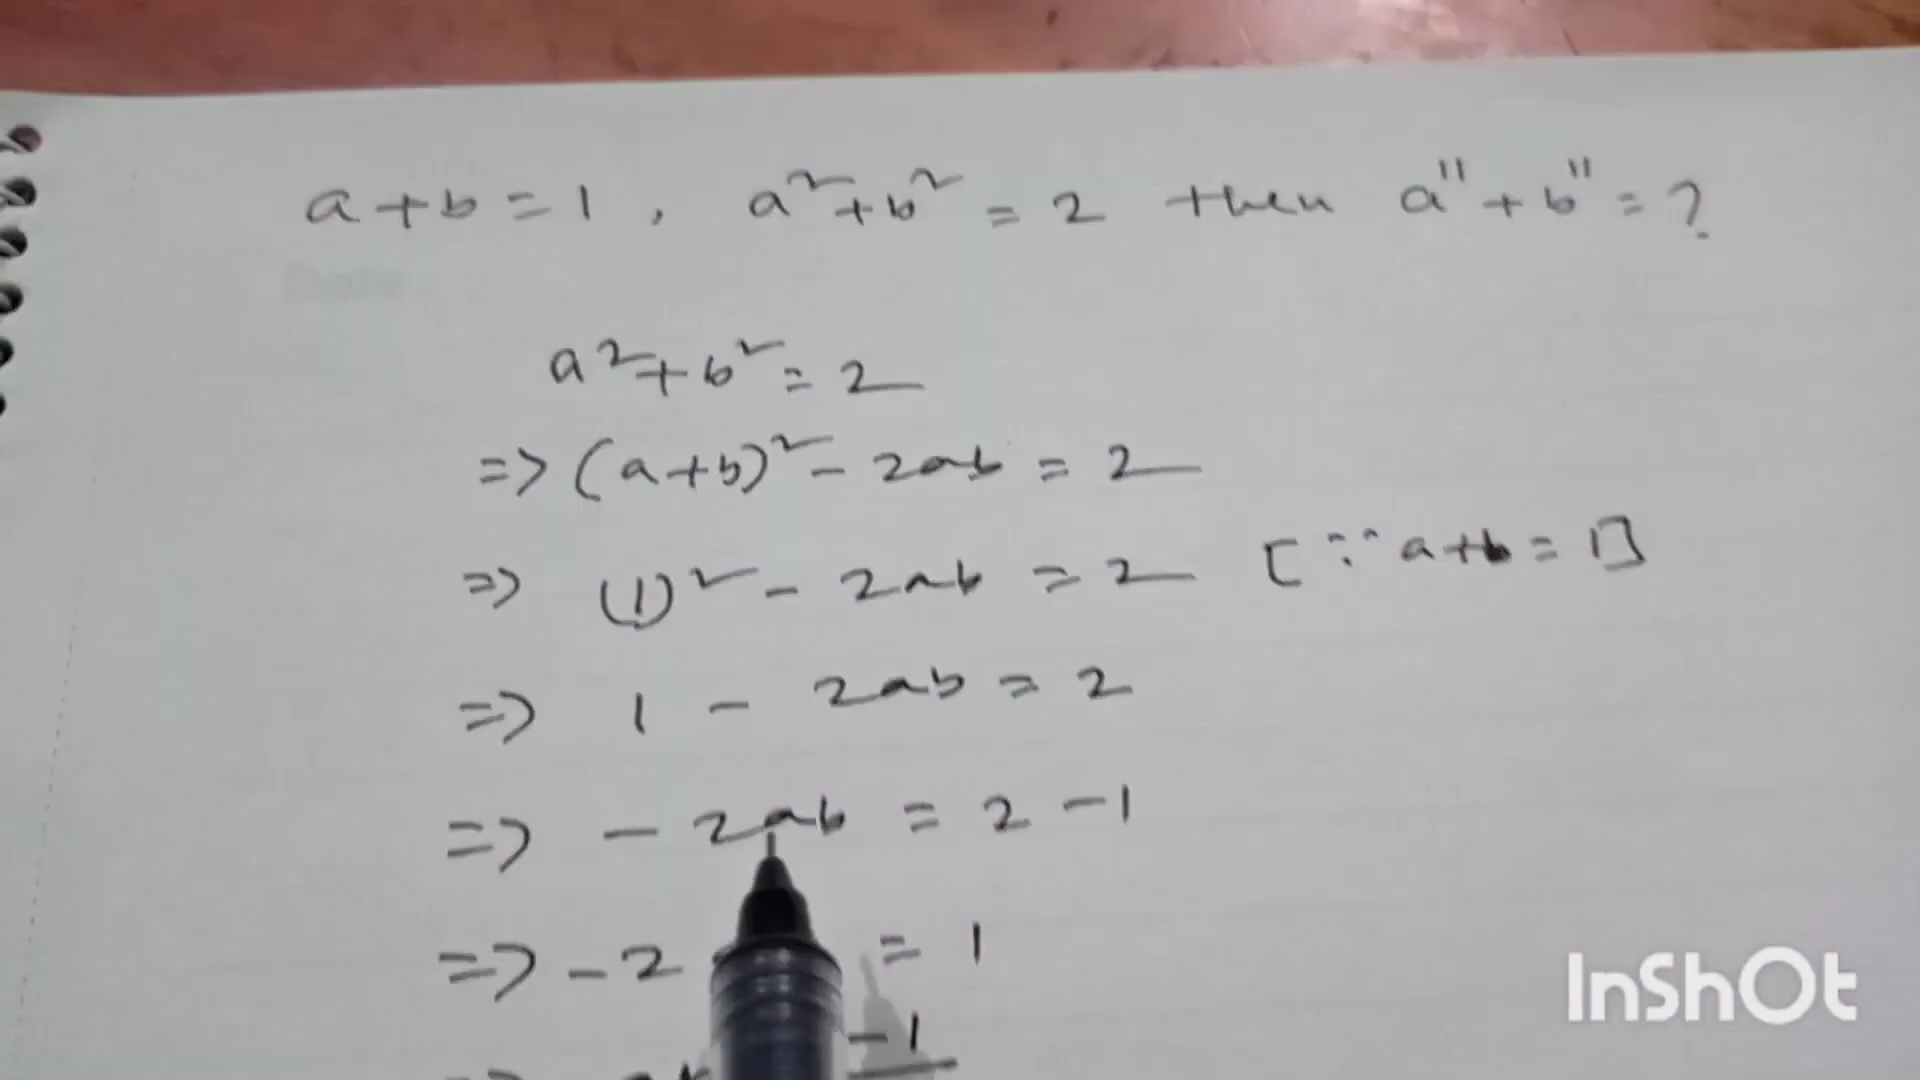 a+b=1, a²+b²=2 then a¹¹+b¹¹=?
a²+b²=2
=> (a+b)²-2ab=2
=> (1)²-2ab=2 [∵ a+b=1]
=> 1-2ab=2
=> -2ab=2-1
=> -2 =1
=> -1
InShOt